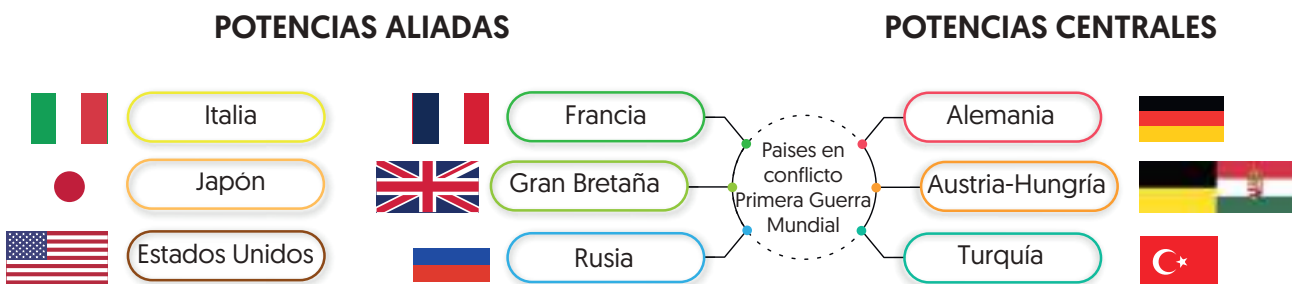 POTENCIAS ALIADAS
POTENCIAS CENTRALES
Italia
Francia
Alemania
Japón
Gran Bretaña
Austria-Hungría
Estados Unidos
Rusia
Turquía
Paises en
conflicto
Primera Guerra
Mundial